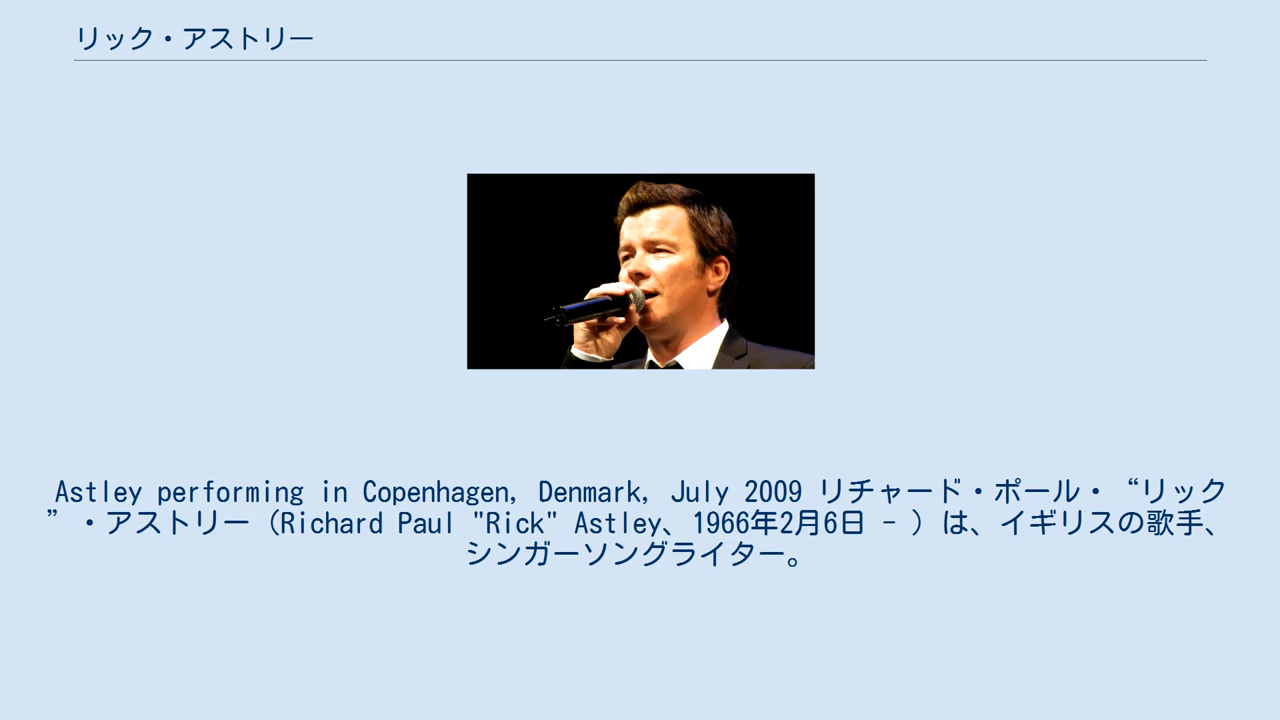 リック・アストリー
Astley performing in Copenhagen, Denmark, July 2009 リチャード・ポール・“リック
”・アストリー（Richard Paul "Rick" Astley、1966年2月6日 - ）は、イギリスの歌手、
シンガーソングライター。